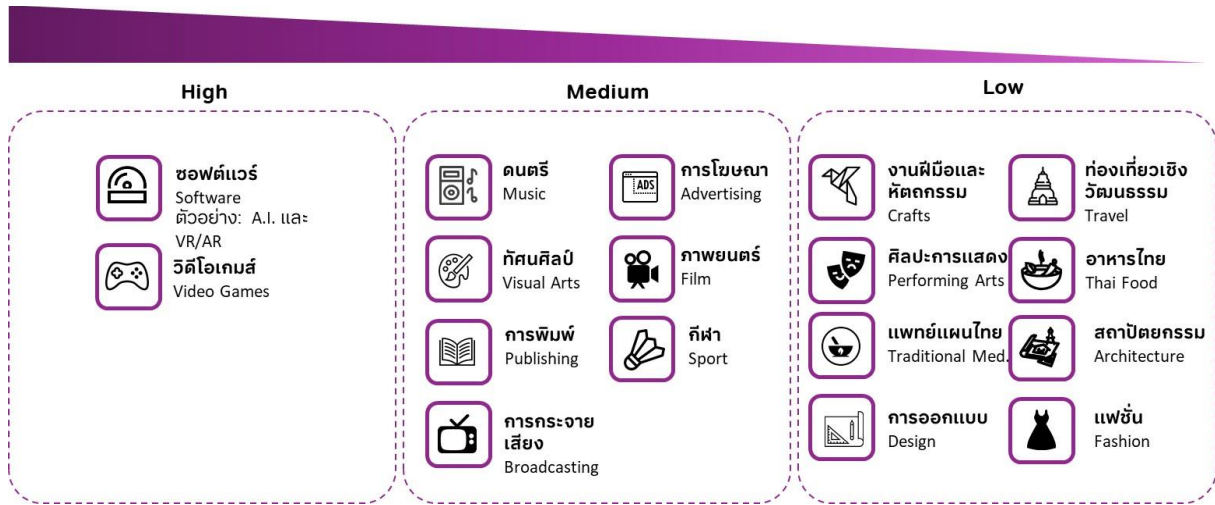 High
ซอฟต์แวร์
Software
ตัวอย่าง: A.I. และ
VR/AR
วิดีโอเกมส์
Video Games
Medium
ดนตรี
Music
การโฆษณา
Advertising
ADS
ทัศนศิลป์
Visual Arts
ภาพยนตร์
Film
การพิมพ์
Publishing
กีฬา
Sport
การกระจาย
เสียง
Broadcasting
Low
งานฝีมือและ
หัตถกรรม
Crafts
ท่องเที่ยวเชิง
วัฒนธรรม
Travel
ศิลปะการแสดง
Performing Arts
อาหารไทย
Thai Food
แพทย์แผนไทย
Traditional Med.
สถาปัตยกรรม
Architecture
การออกแบบ
Design
แฟชั่น
Fashion